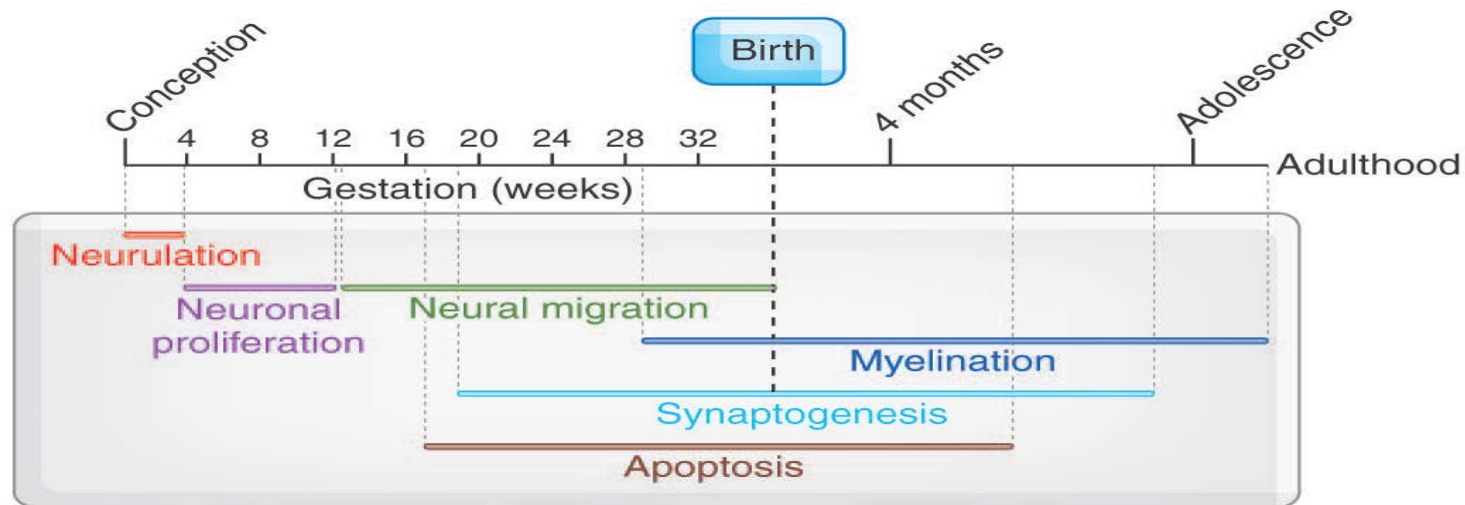 Conception
Birth
4 months
Adolescence
4 8 12 16 20 24 28 32
Adulthood
Gestation (weeks)
Neurulation
Neuronal
proliferation
Neural migration
Myelination
Synaptogenesis
Apoptosis